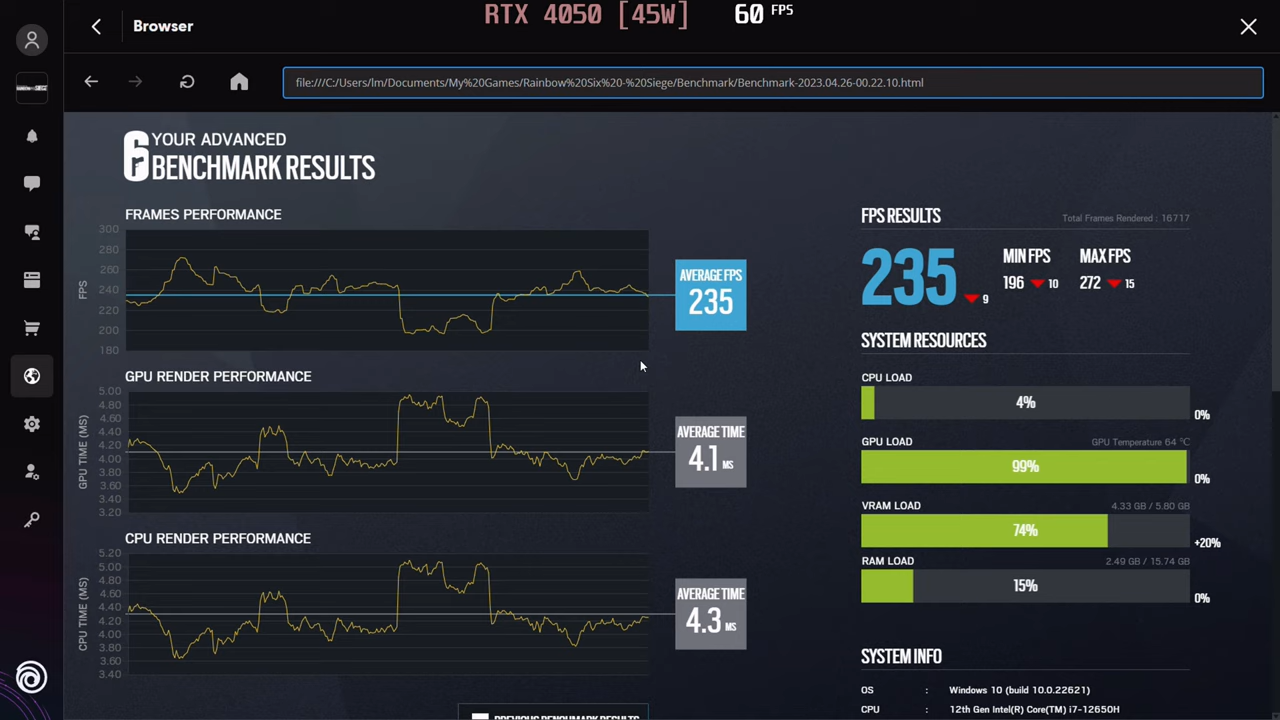 RTX 4050 [45W] 60 FPS
Browser
file:///C:/Users/lm/Documents/My%20Games/Rainbow%20Six%20-%20Siege/Benchmark/Benchmark-2023.04.26-00.22.10.html
6 YOUR ADVANCED
BENCHMARK RESULTS
FRAMES PERFORMANCE
FPS
300
280
260
240
220
200
180
AVERAGE FPS
235
GPU RENDER PERFORMANCE
GPU TIME (MS)
5.00
4.80
4.60
4.40
4.20
4.00
3.80
3.60
3.40
3.20
AVERAGE TIME
4.1 MS
CPU RENDER PERFORMANCE
CPU TIME (MS)
5.20
5.00
4.80
4.60
4.40
4.20
4.00
3.80
3.60
3.40
AVERAGE TIME
4.3 MS
PREVIOUS BENCHMARK RESULTS
FPS RESULTS Total Frames Rendered : 16717
235 9
MIN FPS
196 10
MAX FPS
272 15
SYSTEM RESOURCES
CPU LOAD
4% 0%
GPU LOAD GPU Temperature 64 °C
99% 0%
VRAM LOAD 4.33 GB / 5.80 GB
74% +20%
RAM LOAD 2.49 GB / 15.74 GB
15% 0%
SYSTEM INFO
OS : Windows 10 (build 10.0.22621)
CPU : 12th Gen Intel(R) Core(TM) i7-12650H